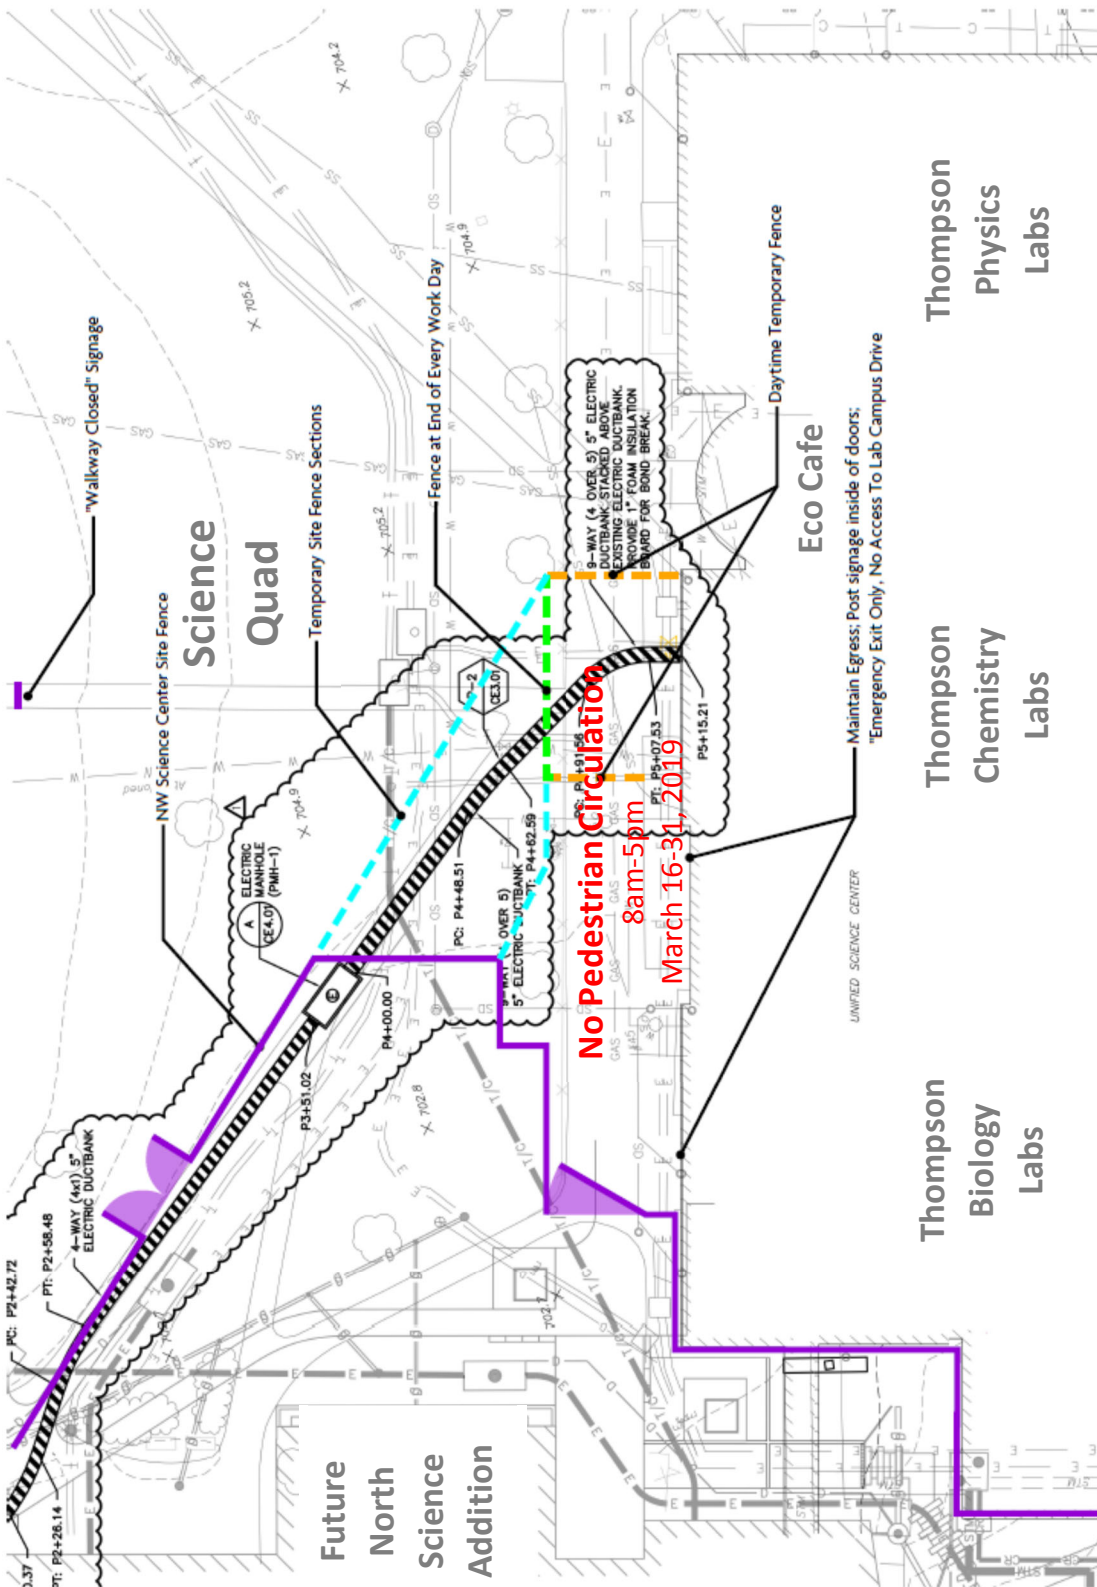 "Walkway Closed" Signage
Science
Quad
NW Science Center Site Fence
Temporary Site Fence Sections
Fence at End of Every Work Day
Daytime Temporary Fence
Thompson
Physics
Labs
Eco Cafe
Maintain Egress; Post signage inside of doors;
"Emergency Exit Only, No Access To Lab Campus Drive
Thompson
Chemistry
Labs
Thompson
Biology
Labs
Future
North
Science
Addition
No Pedestrian Circulation
8am-5pm
March 16-31, 2019
UNIFIED SCIENCE CENTER
9-WAY (4 OVER 5) 5" ELECTRIC
DUCTBANK STACKED ABOVE
EXISTING ELECTRIC DUCTBANK.
PROVIDE 1" FOAM INSULATION
BOARD FOR BOND BREAK.
ELECTRIC
MANHOLE
(PMH-1)
A
CE4.01
CE3.01
5" ELECTRIC DUCTBANK
4-WAY (4x1) 5"
ELECTRIC DUCTBANK
PC: P2+42.72
PT: P2+58.48
PT: P2+26.14
P3+51.02
P4+00.00
PC: P4+48.51
PT: P4+62.59
PT: P5+07.53
P5+15.21
704.2
704.9
705.2
705.2
704.9
702.8